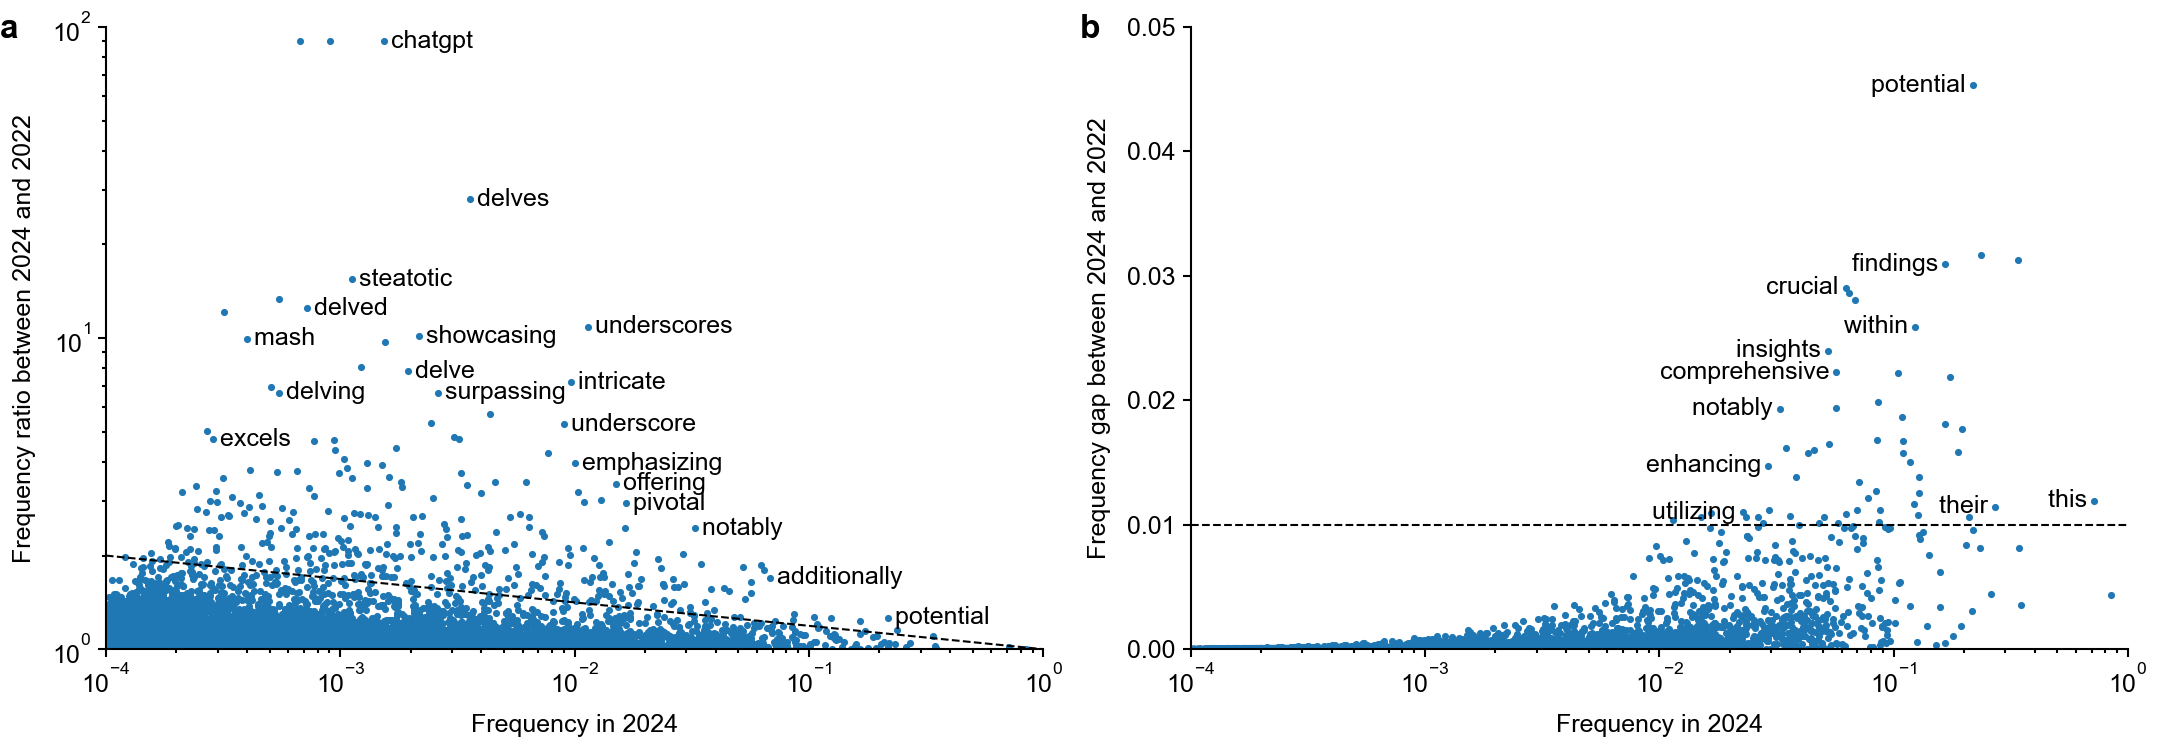 a
10^2
10^1
10^0
Frequency ratio between 2024 and 2022
chatgpt
delves
steatotic
delved
mash
showcasing
underscores
delve
intricate
delving
surpassing
underscore
excels
emphasizing
offering
pivotal
notably
additionally
potential
10^−4
10^−3
10^−2
10^−1
10^0
Frequency in 2024
b
0.05
0.04
0.03
0.02
0.01
0.00
Frequency gap between 2024 and 2022
potential
findings
crucial
within
insights
comprehensive
notably
enhancing
utilizing
their
this
10^−4
10^−3
10^−2
10^−1
10^0
Frequency in 2024